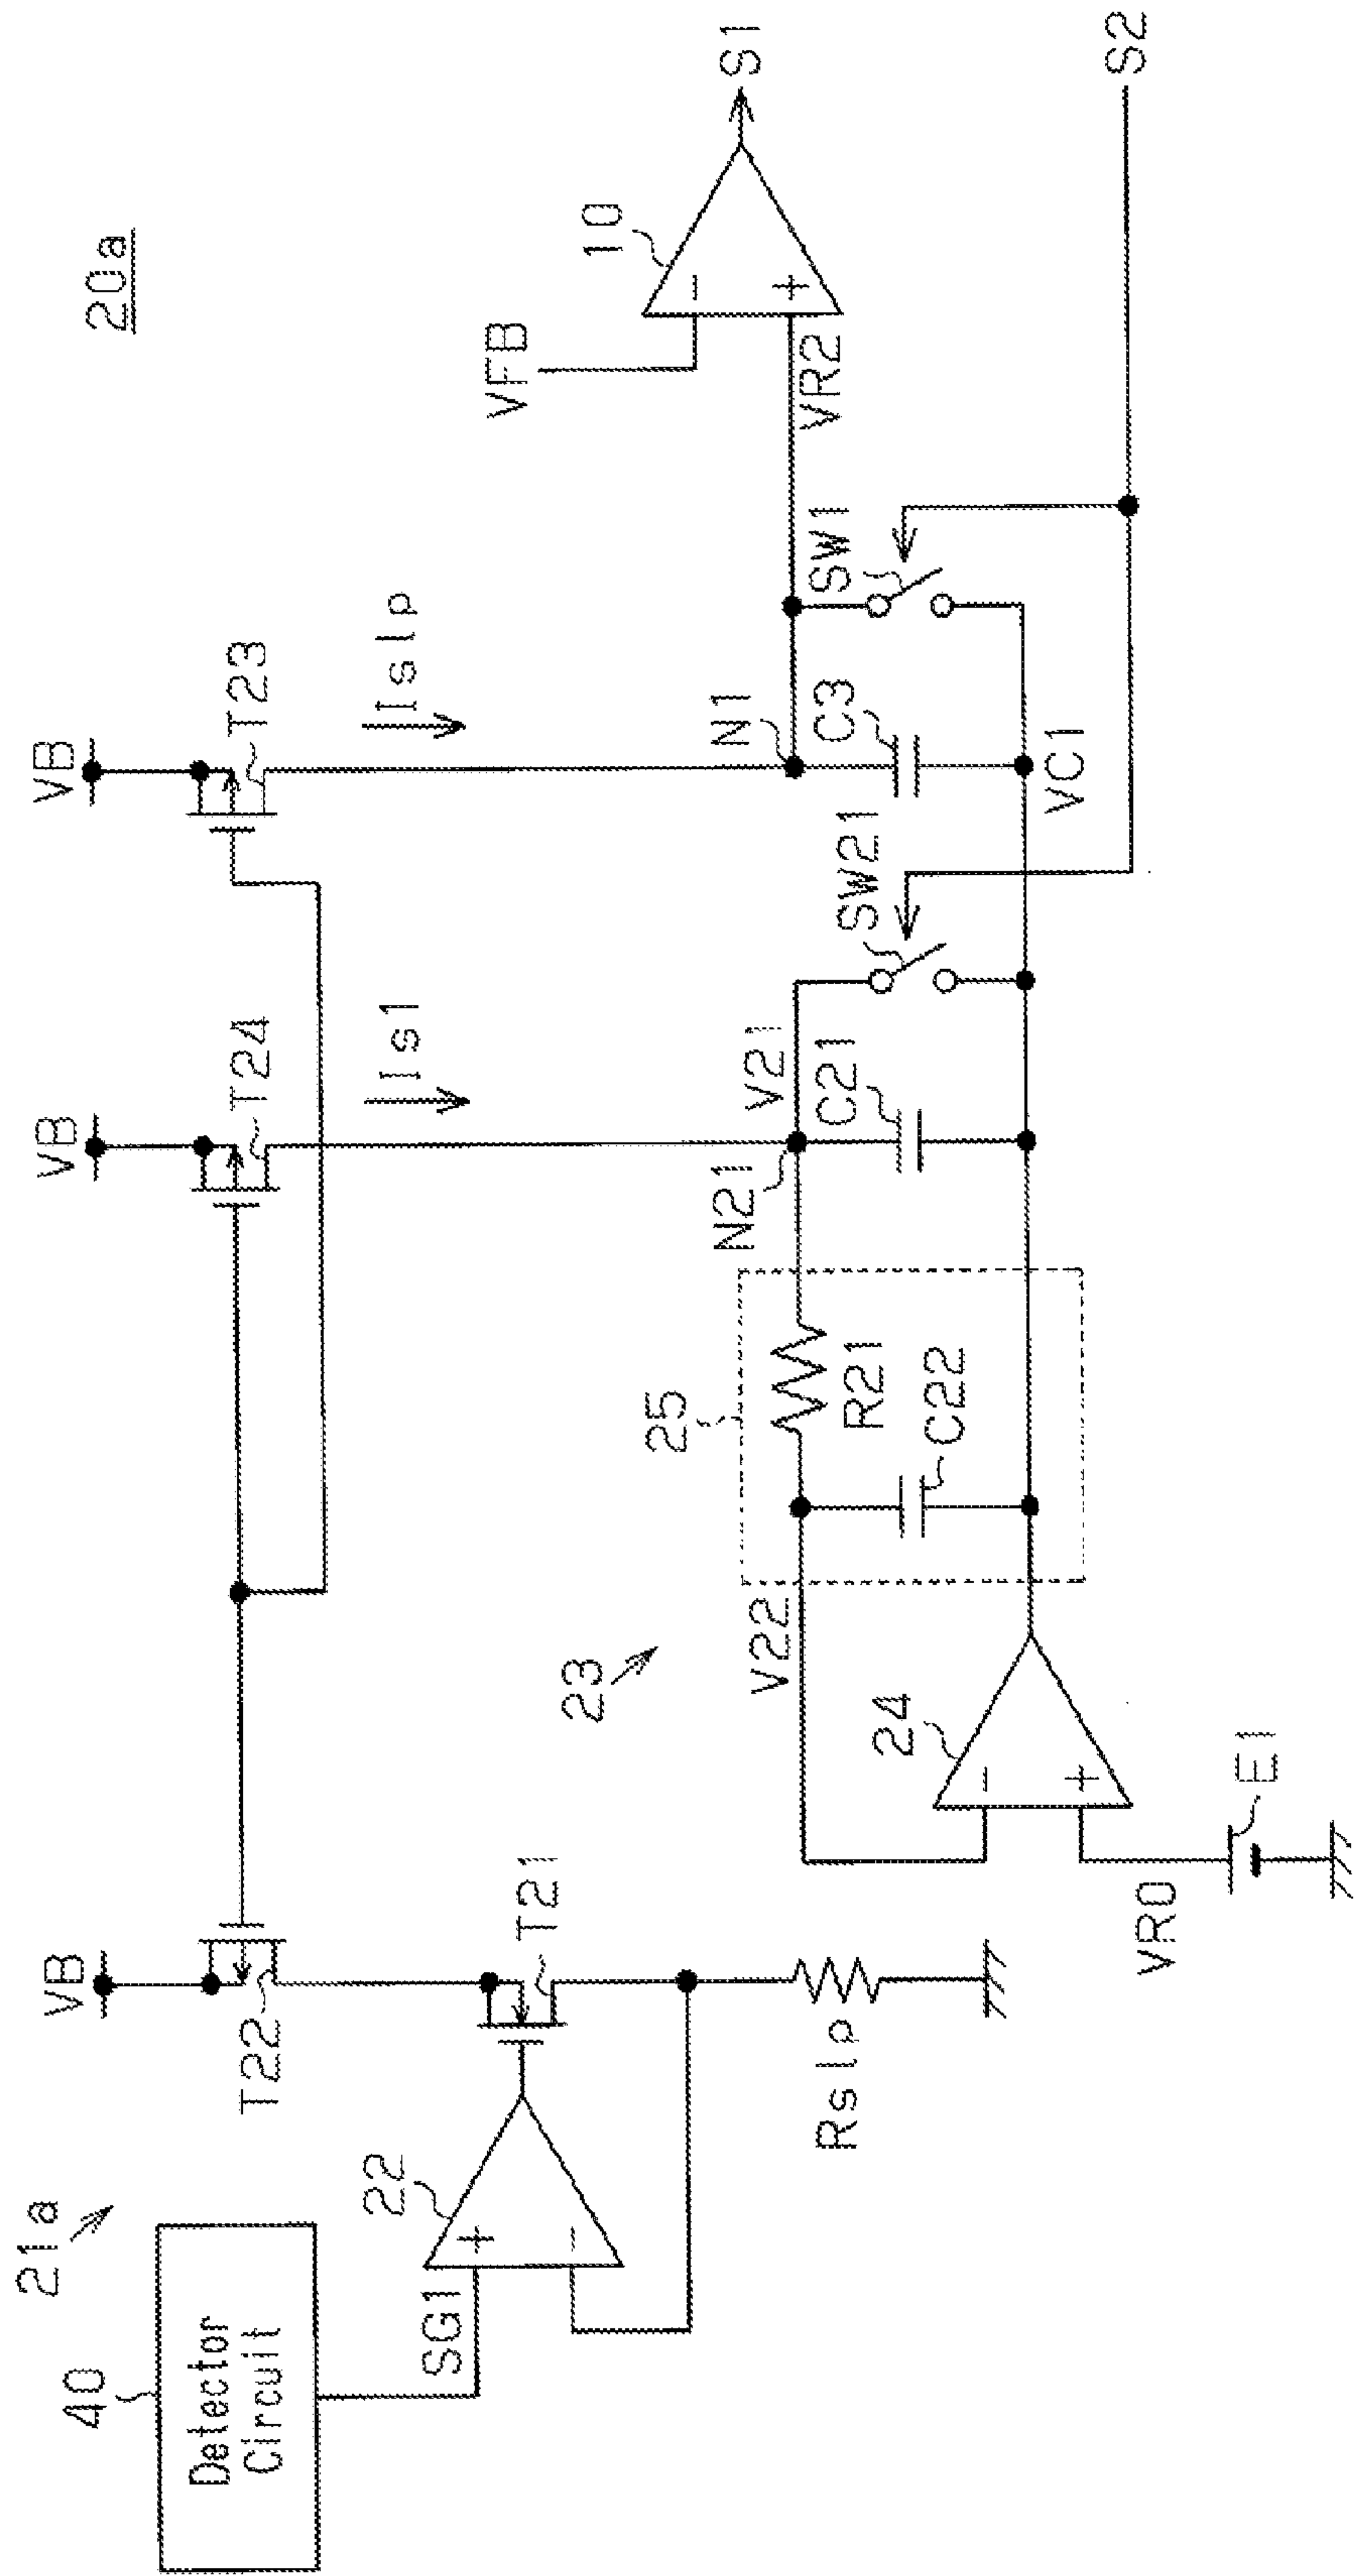 20a
21a
40
Detector
Circuit
SG1
22
VB
T22
T21
Rslp
VB
T24
Is1
VB
T23
Islp
23
V22
25
R21
C22
24
VR0
E1
N21
V21
C21
SW21
N1
C3
VC1
SW1
VFB
VR2
10
S1
S2
+
-
-
+
-
+